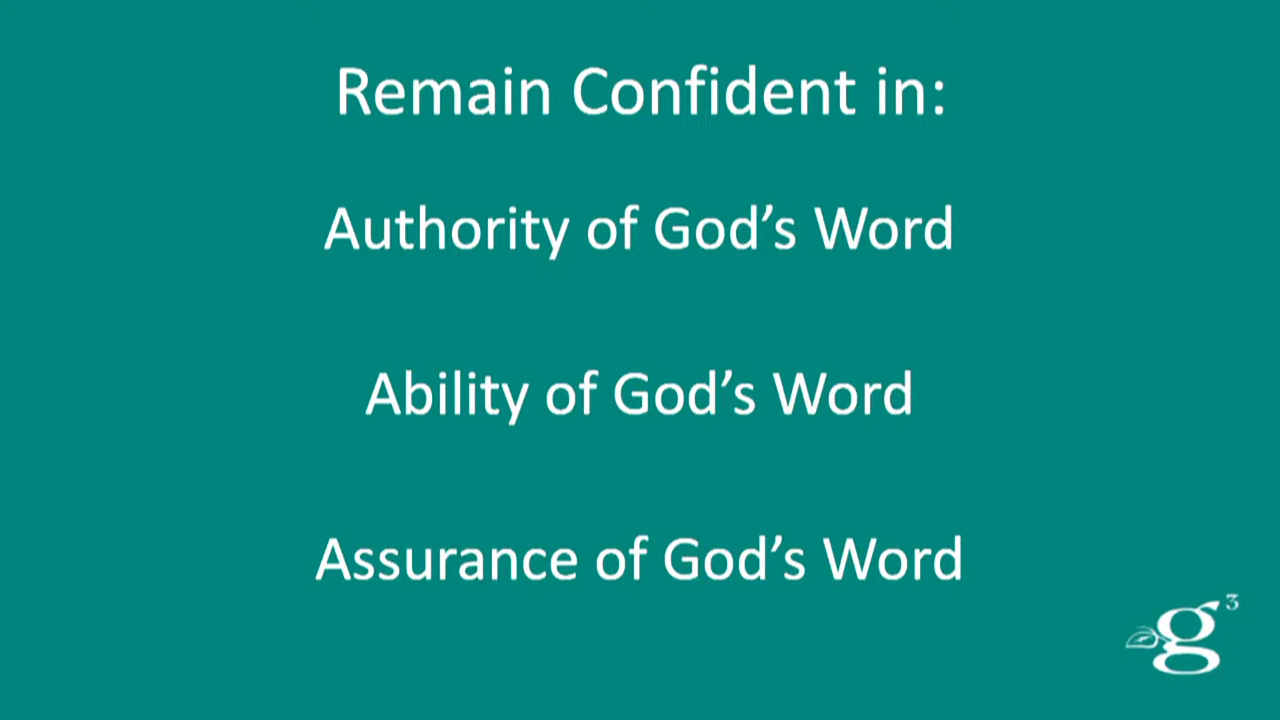 Remain Confident in:
Authority of God’s Word
Ability of God’s Word
Assurance of God’s Word
g³